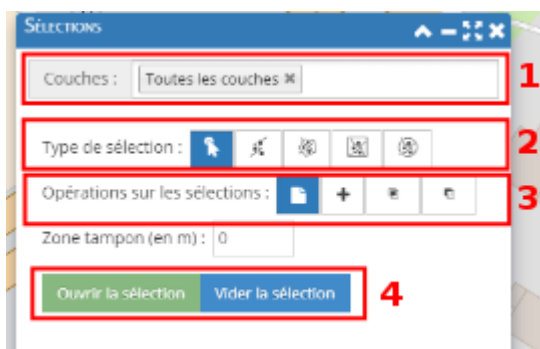 SÉLECTIONS
Couches : Toutes les couches ✖ 1
Type de sélection : 2
Opérations sur les sélections : 3
Zone tampon (en m) : 0
Ouvrir la sélection Vider la sélection 4